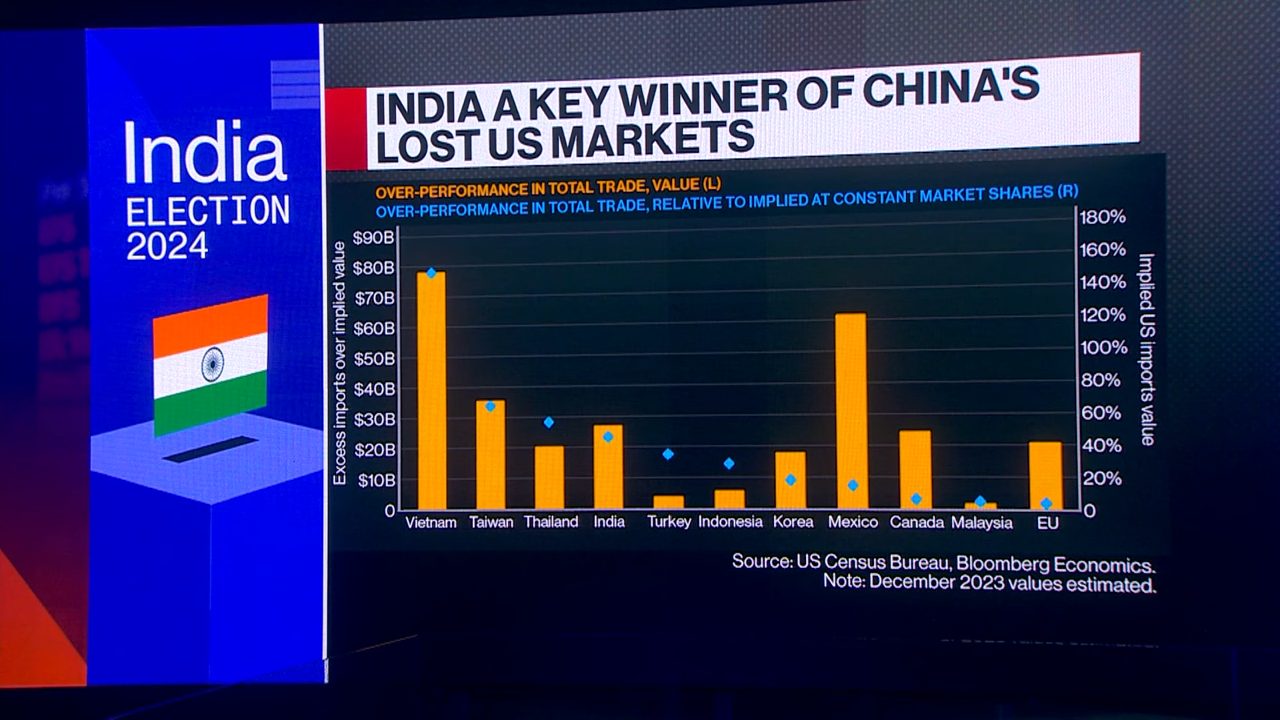 India
ELECTION
2024
INDIA A KEY WINNER OF CHINA'S
LOST US MARKETS
OVER-PERFORMANCE IN TOTAL TRADE, VALUE (L)
OVER-PERFORMANCE IN TOTAL TRADE, RELATIVE TO IMPLIED AT CONSTANT MARKET SHARES (R)
Excess imports over implied value
$90B
$80B
$70B
$60B
$50B
$40B
$30B
$20B
$10B
0
180%
160%
140%
120%
100%
80%
60%
40%
20%
0
Implied US imports value
Vietnam Taiwan Thailand India Turkey Indonesia Korea Mexico Canada Malaysia EU
Source: US Census Bureau, Bloomberg Economics.
Note: December 2023 values estimated.